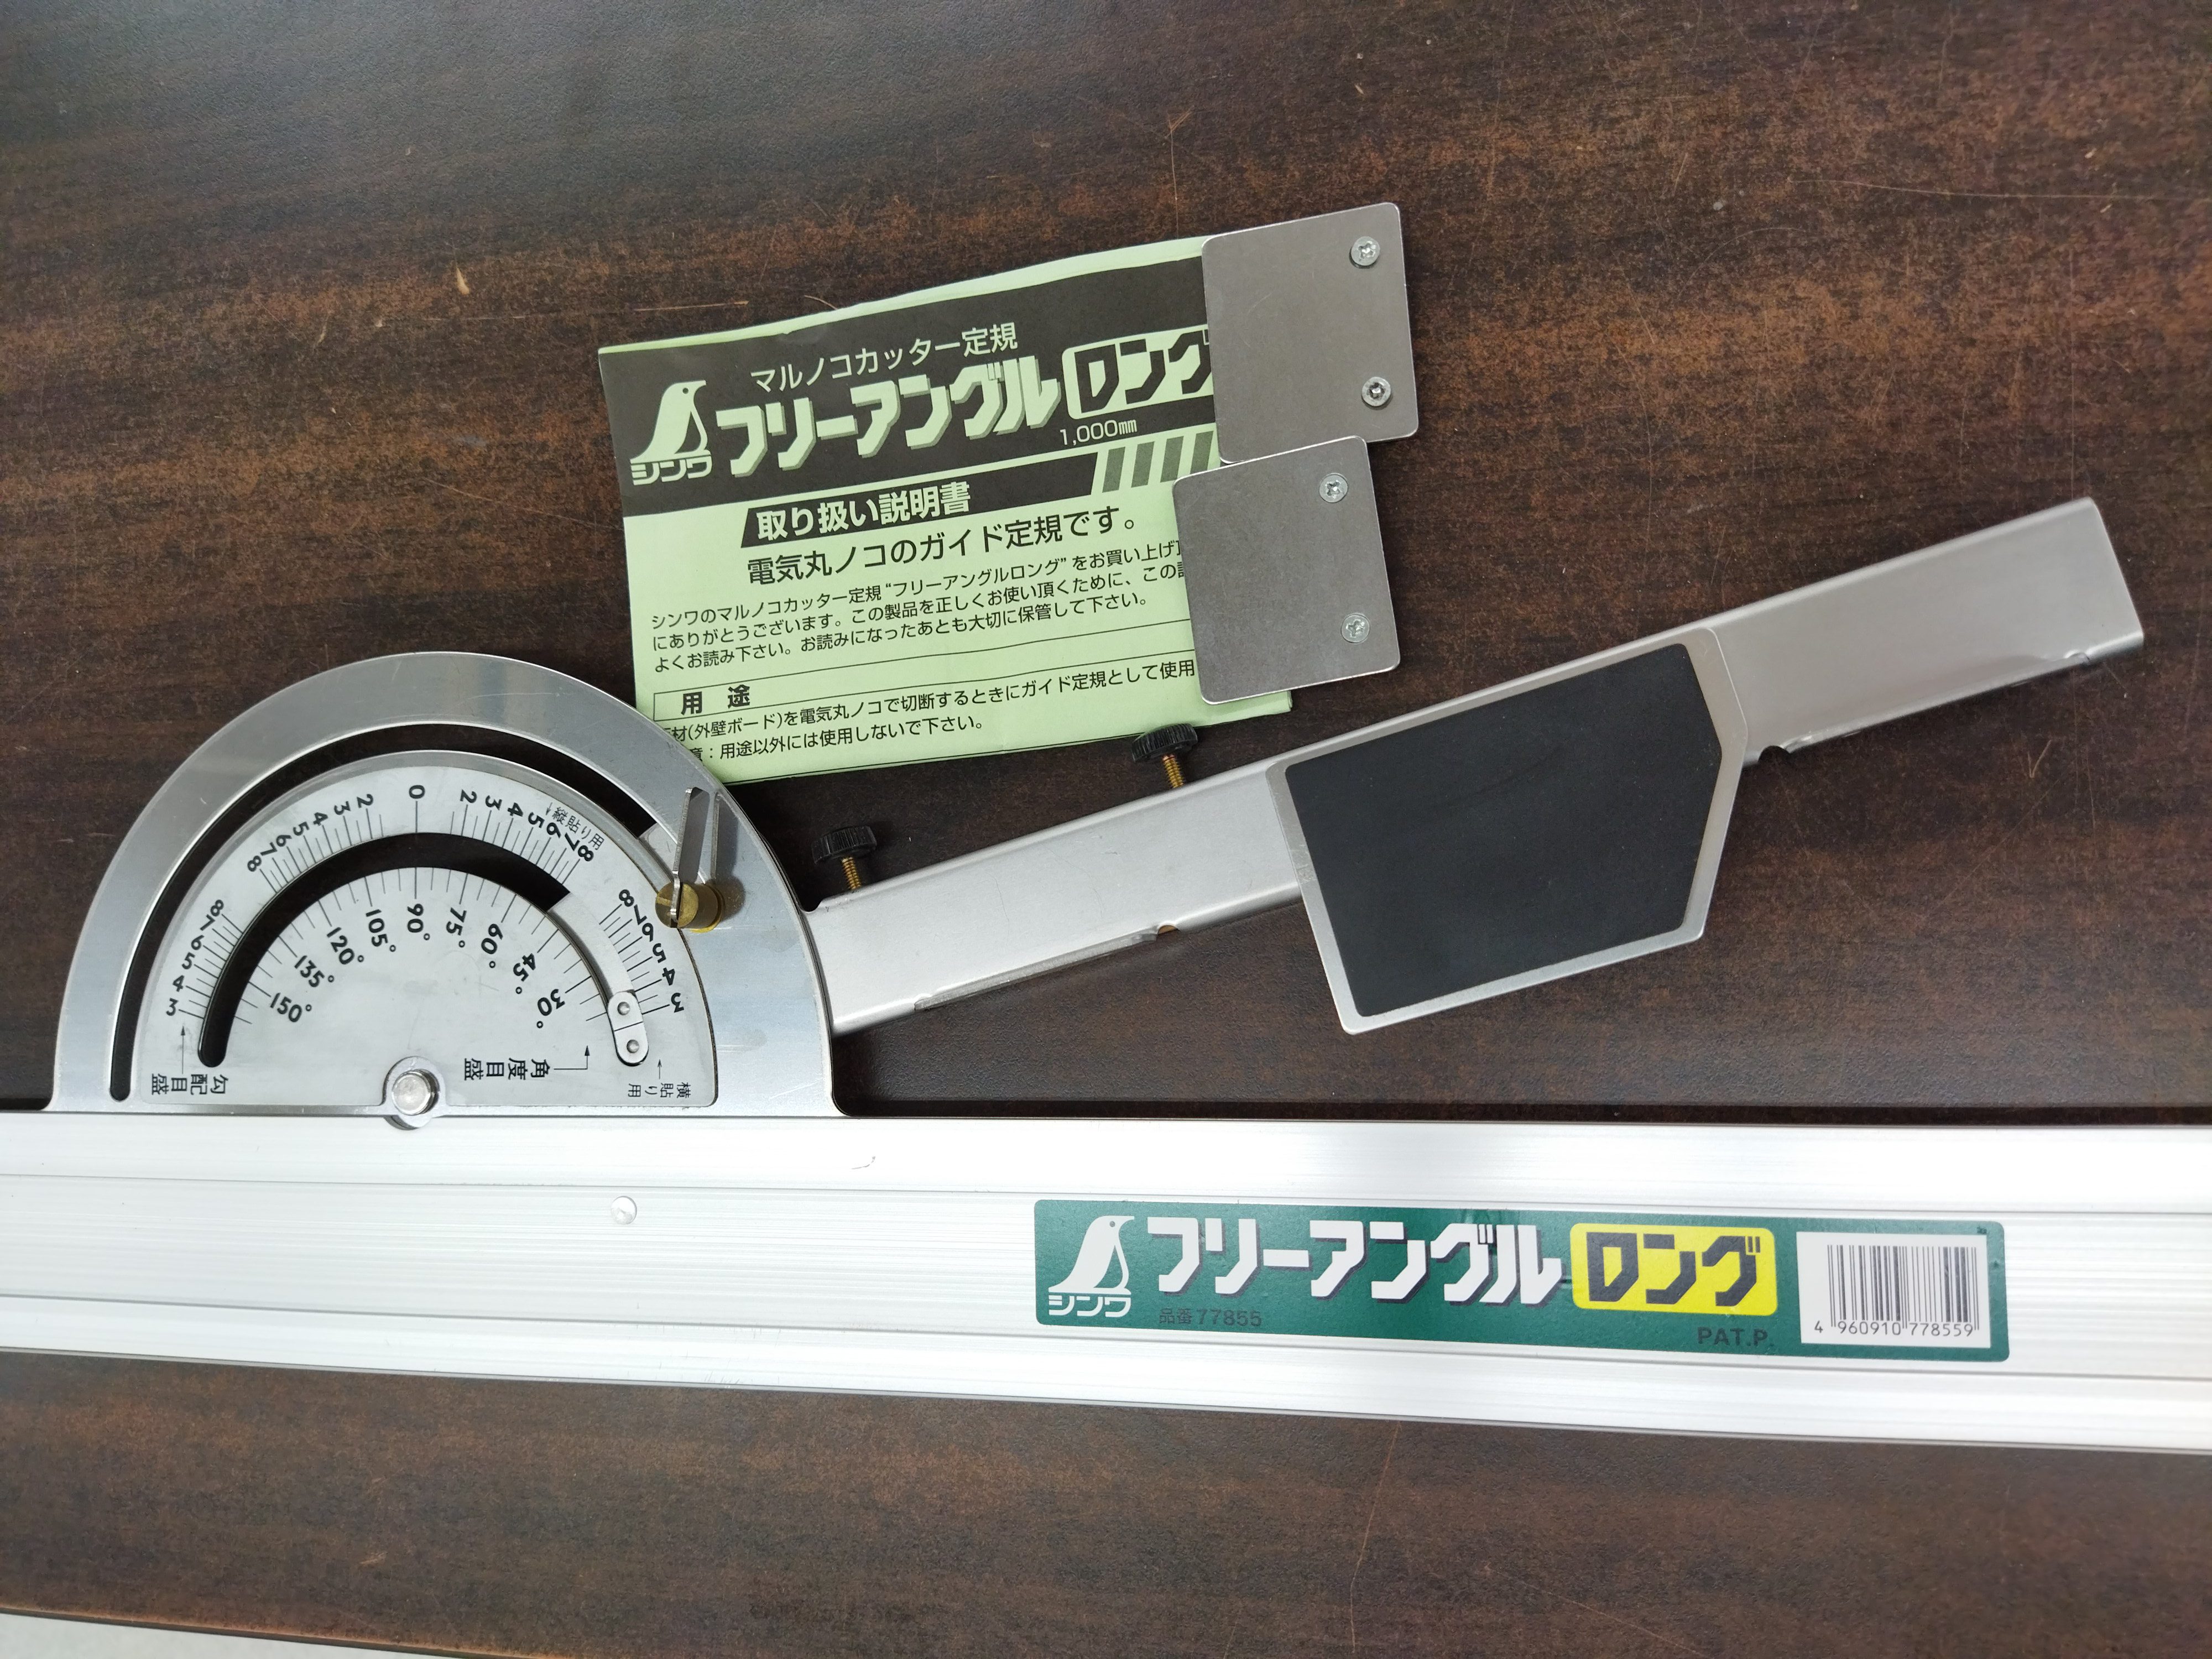 マルノコカッター定規
シンワ フリーアングル ロング
1,000mm
取り扱い説明書
電気丸ノコのガイド定規です。
シンワのマルノコカッター定規“フリーアングルロング”をお買い上げ
にありがとうございます。この製品を正しくお使い頂くために、この
よくお読み下さい。お読みになったあとも大切に保管して下さい。
用 途
材(外壁ボード)を電気丸ノコで切断するときにガイド定規として使用
：用途以外には使用しないで下さい。
8 7 6 5 4 3 2 0 2 3 4 5 6 7 8
↓縦貼り用
3 4 5 6 7 8
8 7 6 5 4 3
150° 135° 120° 105° 90° 75° 60° 45° 30°
勾配目盛
角度目盛
横貼り用
シンワ フリーアングル ロング
品番 77855
PAT.P.
4 960910 778559